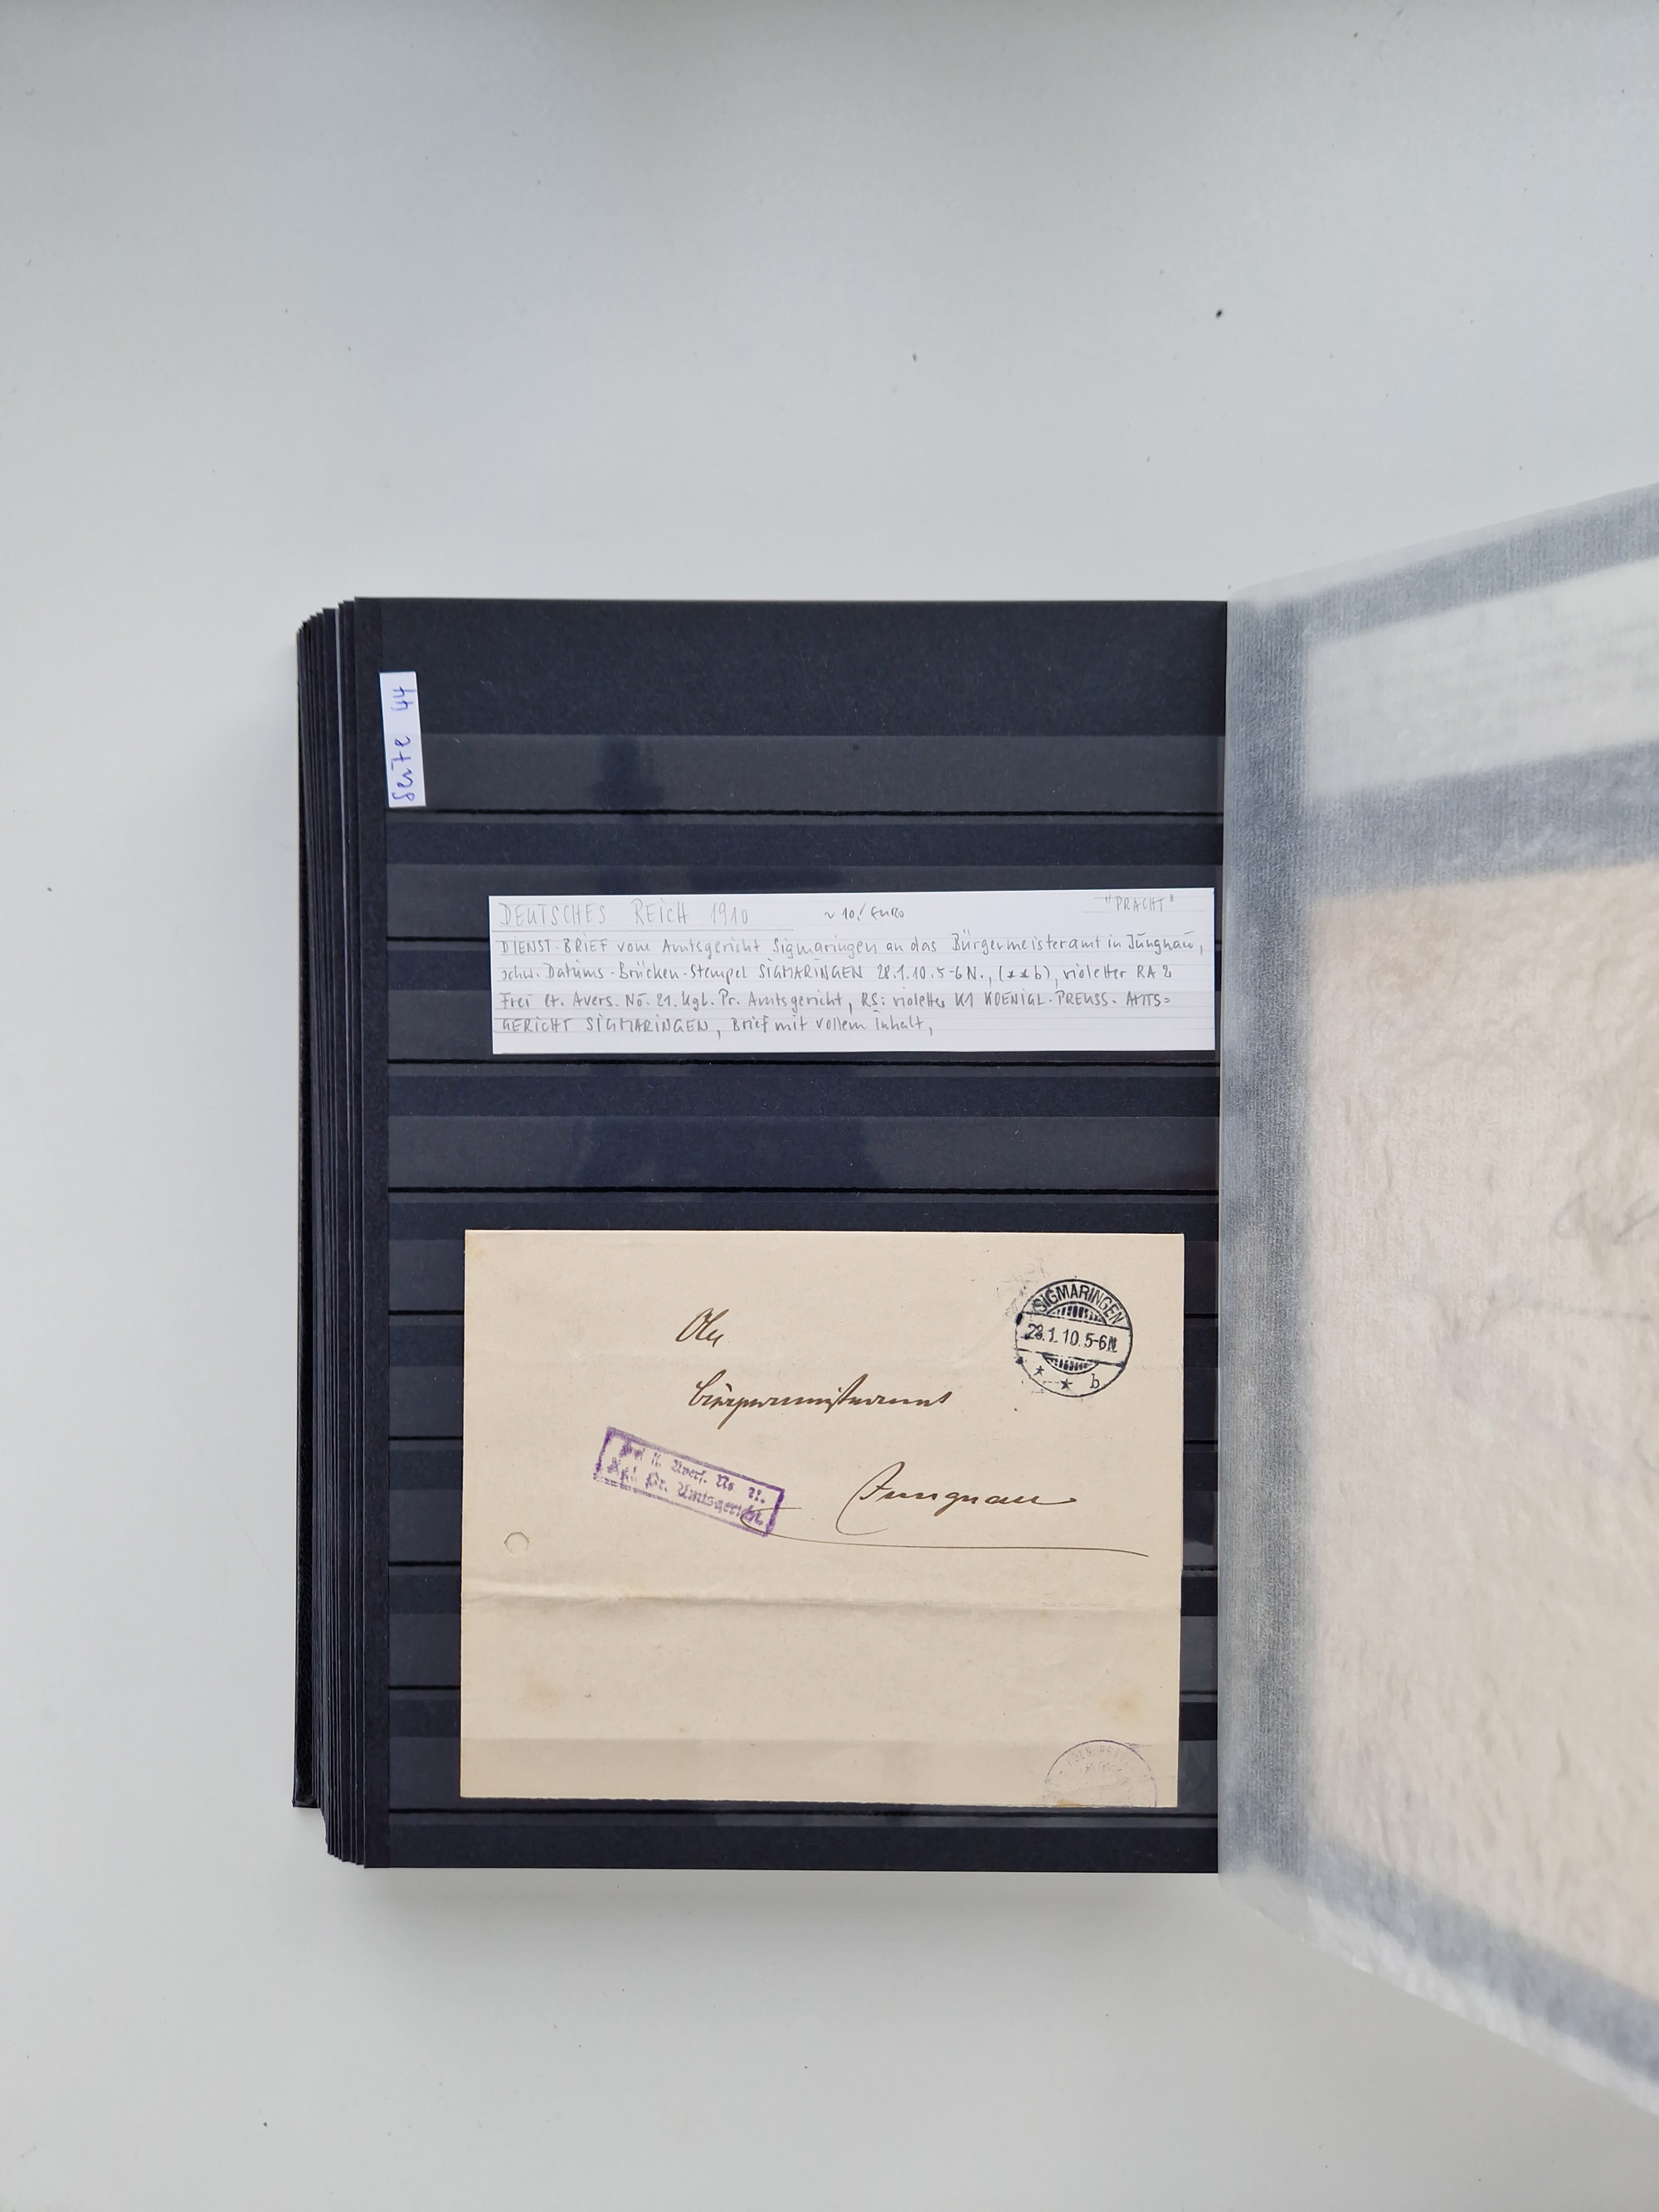 Seite 44
DEUTSCHES REICH 1910 ~ 10,- Euro "PRACHT"
DIENST-BRIEF vom Amtsgericht Sigmaringen an das Bürgermeisteramt in Jungnau,
schw. Datums-Brücken-Stempel SIGMARINGEN 28.1.10.5-6N., (**b), violetter RA 2
Frei lt. Avers. No. 21. Kgl. Pr. Amtsgericht, RS: violetter K1 KOENIGL. PREUSS. AMTS=
GERICHT SIGMARINGEN, Brief mit vollem Inhalt,
SIGMARINGEN
28.1.10.5-6N.
* * b
An
Bürgermeisteramt
Frei lt. Avers. No 21.
Kgl. Pr. Amtsgericht.
Jungnau